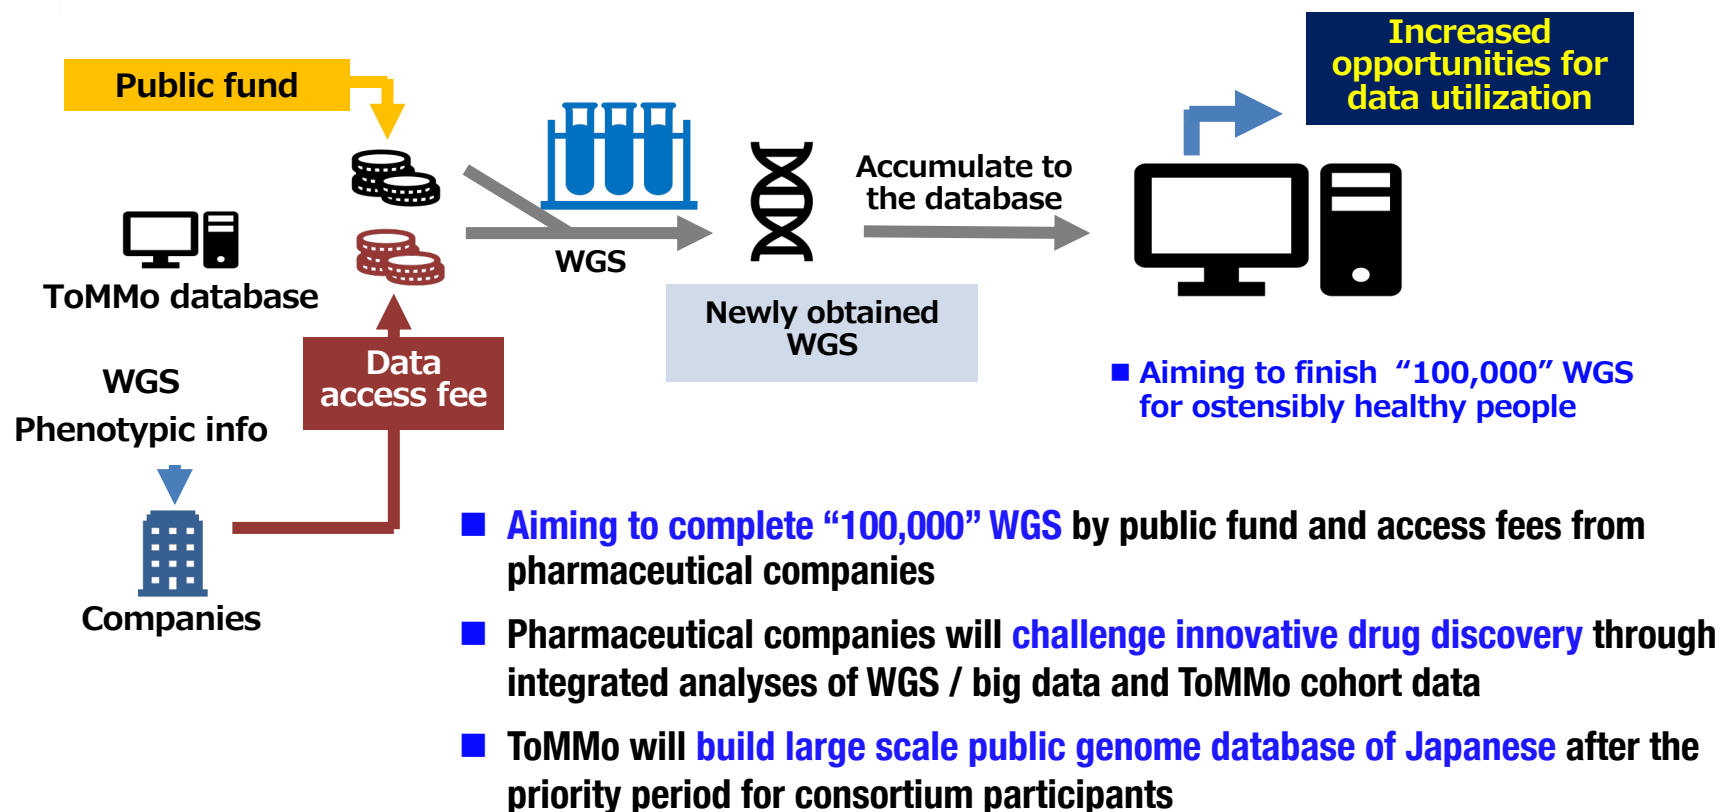 Public fund
Increased
opportunities for
data utilization
Accumulate to
the database
WGS
ToMMo database
Newly obtained
WGS
Data
access fee
WGS
Phenotypic info
Companies
■ Aiming to finish “100,000” WGS
for ostensibly healthy people
■ Aiming to complete “100,000” WGS by public fund and access fees from
pharmaceutical companies
■ Pharmaceutical companies will challenge innovative drug discovery through
integrated analyses of WGS / big data and ToMMo cohort data
■ ToMMo will build large scale public genome database of Japanese after the
priority period for consortium participants